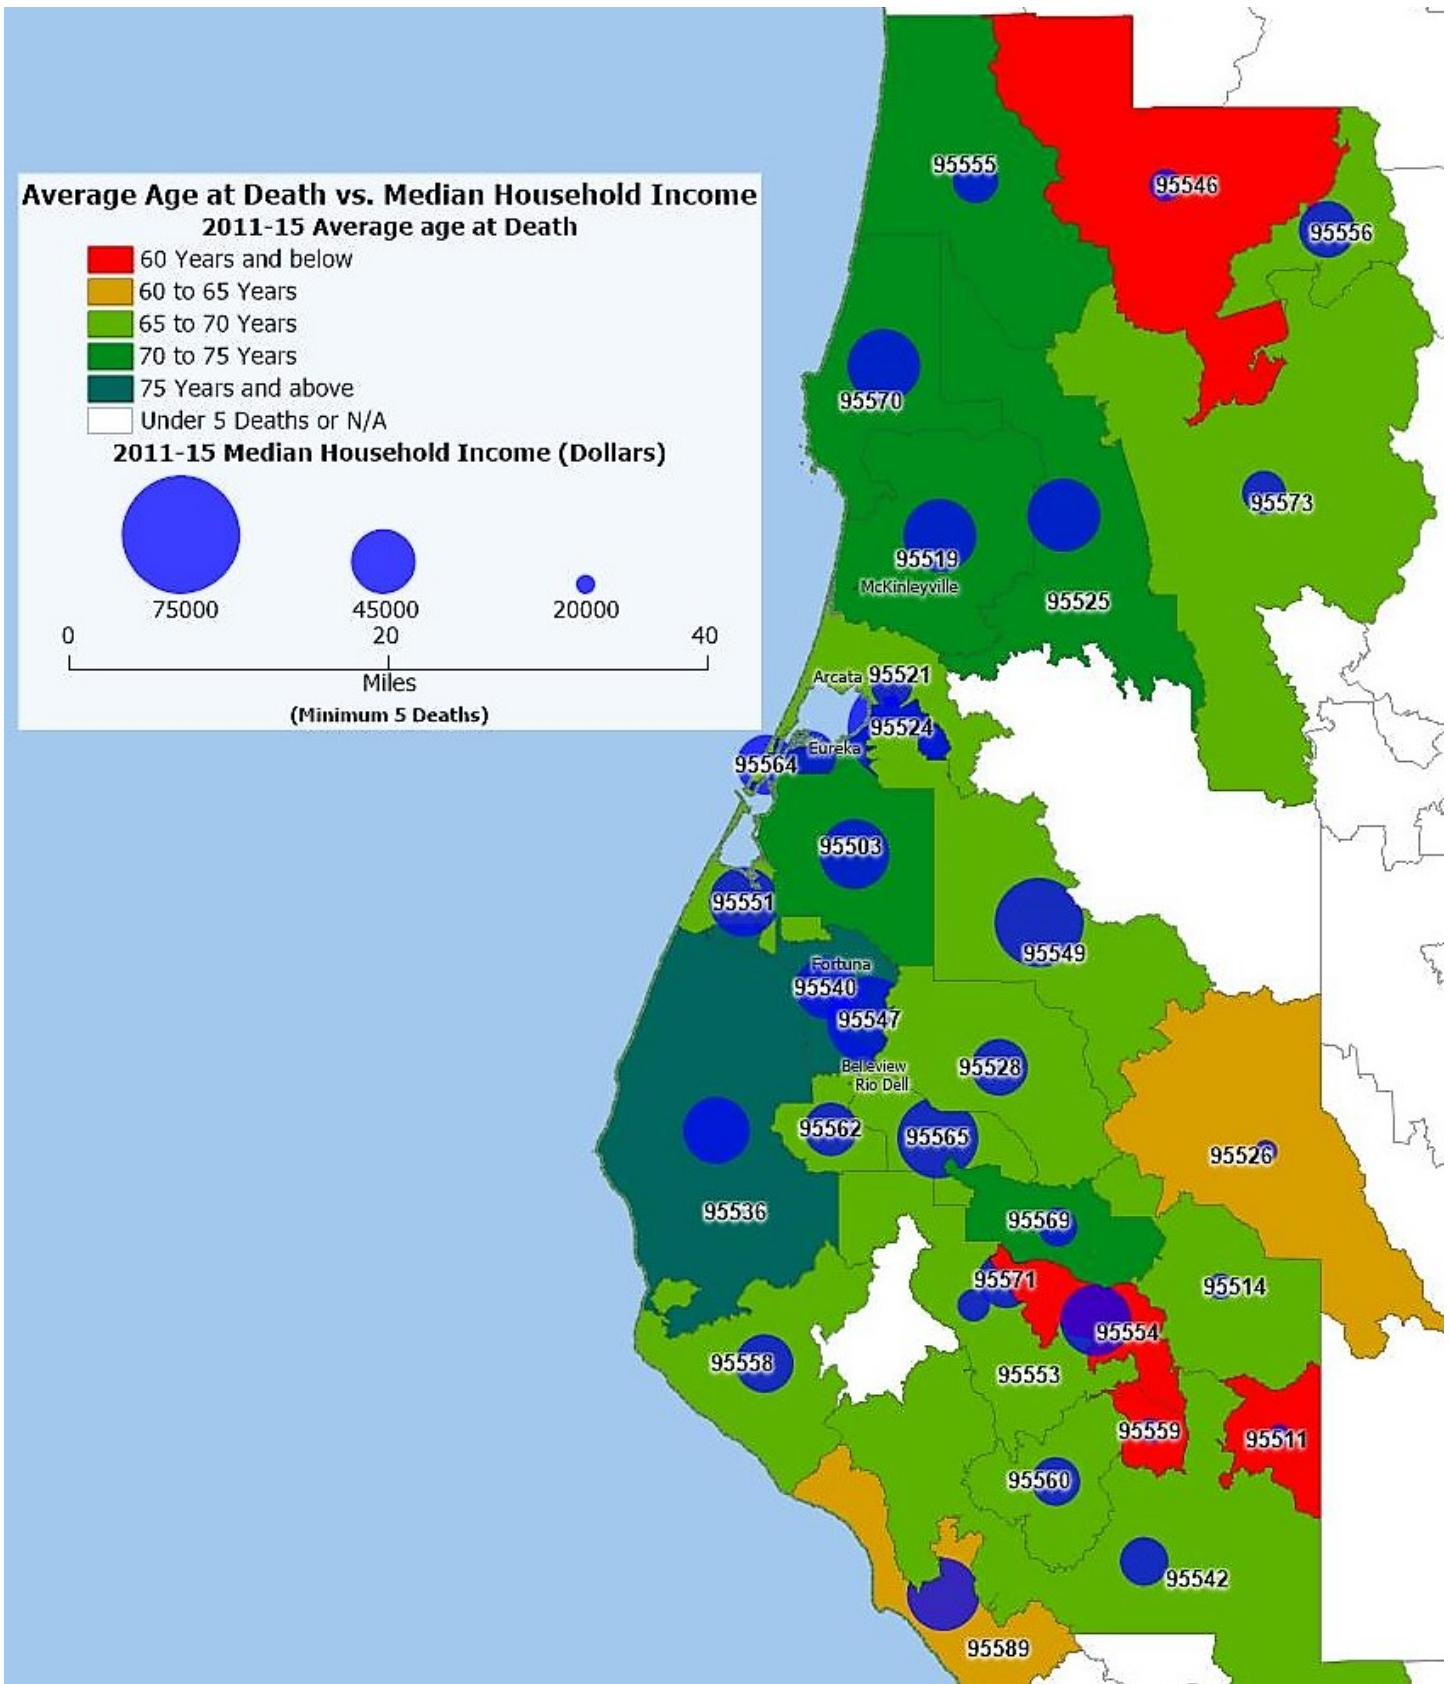 Average Age at Death vs. Median Household Income
2011-15 Average age at Death
60 Years and below
60 to 65 Years
65 to 70 Years
70 to 75 Years
75 Years and above
Under 5 Deaths or N/A
2011-15 Median Household Income (Dollars)
75000 45000 20000
0 20 40
Miles
(Minimum 5 Deaths)
95555
95546
95556
95570
95573
95519
McKinleyville
95525
Arcata 95521
95524
Eureka
95564
95503
95551
95549
Fortuna
95540
95547
Belleview
Rio Dell
95528
95562
95565
95526
95536
95569
95571
95514
95554
95558
95553
95559
95511
95560
95542
95589